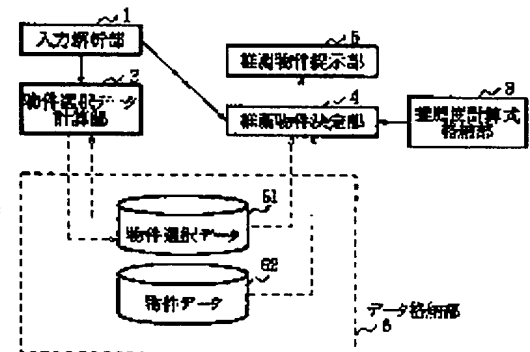 1
入力解析部
5
推薦物件提示部
2
物件選択データ
計算部
4
推薦物件決定部
3
推薦度計算式
格納部
61
物件選択データ
62
物件データ
データ格納部
6